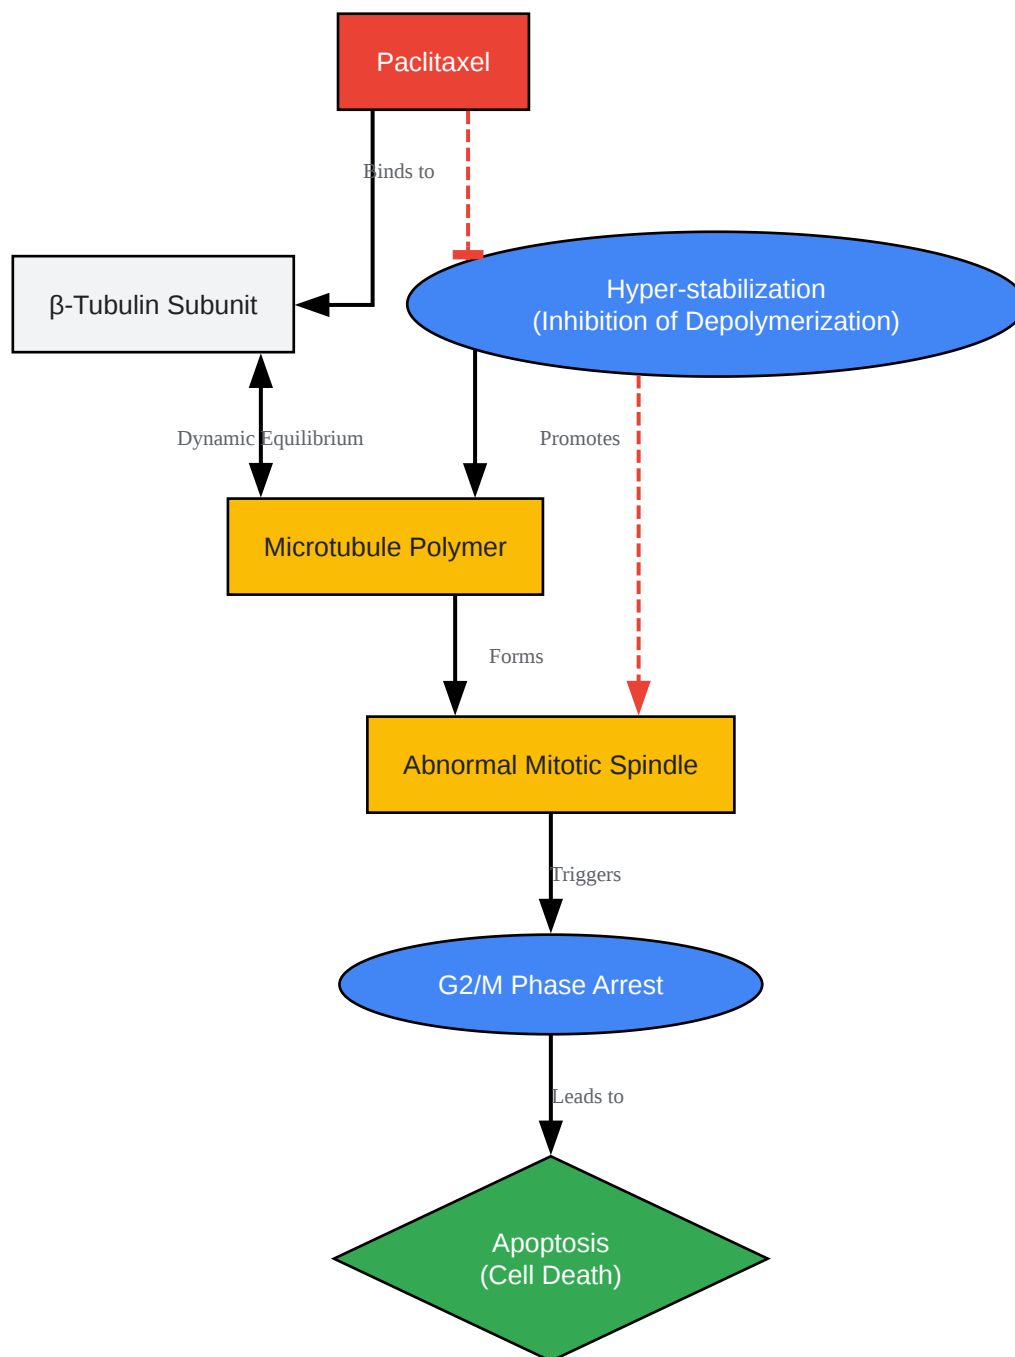 Paclitaxel
Binds to
β-Tubulin Subunit
Hyper-stabilization
(Inhibition of Depolymerization)
Dynamic Equilibrium
Promotes
Microtubule Polymer
Forms
Abnormal Mitotic Spindle
Triggers
G2/M Phase Arrest
Leads to
Apoptosis
(Cell Death)